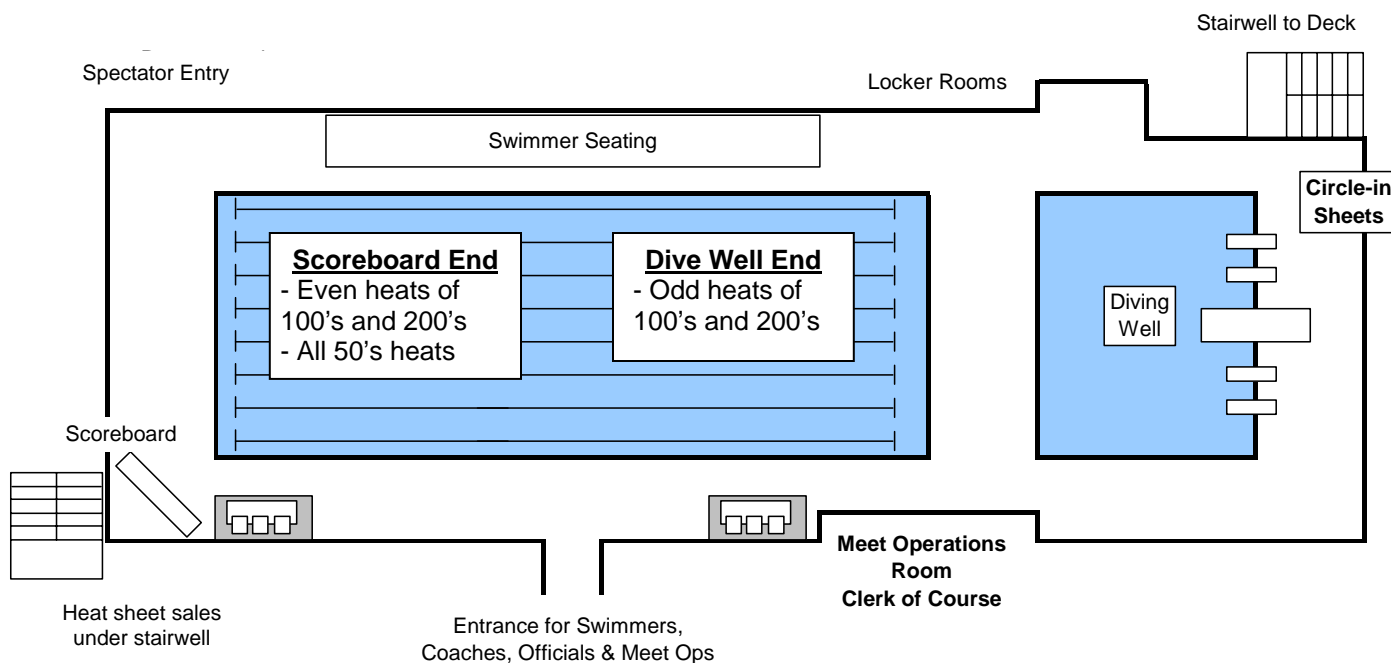 Stairwell to Deck
Spectator Entry
Locker Rooms
Swimmer Seating
Circle-in
Sheets
Scoreboard End
- Even heats of
100’s and 200’s
- All 50’s heats
Dive Well End
- Odd heats of
100’s and 200’s
Diving
Well
Scoreboard
Meet Operations
Room
Clerk of Course
Heat sheet sales
under stairwell
Entrance for Swimmers,
Coaches, Officials & Meet Ops